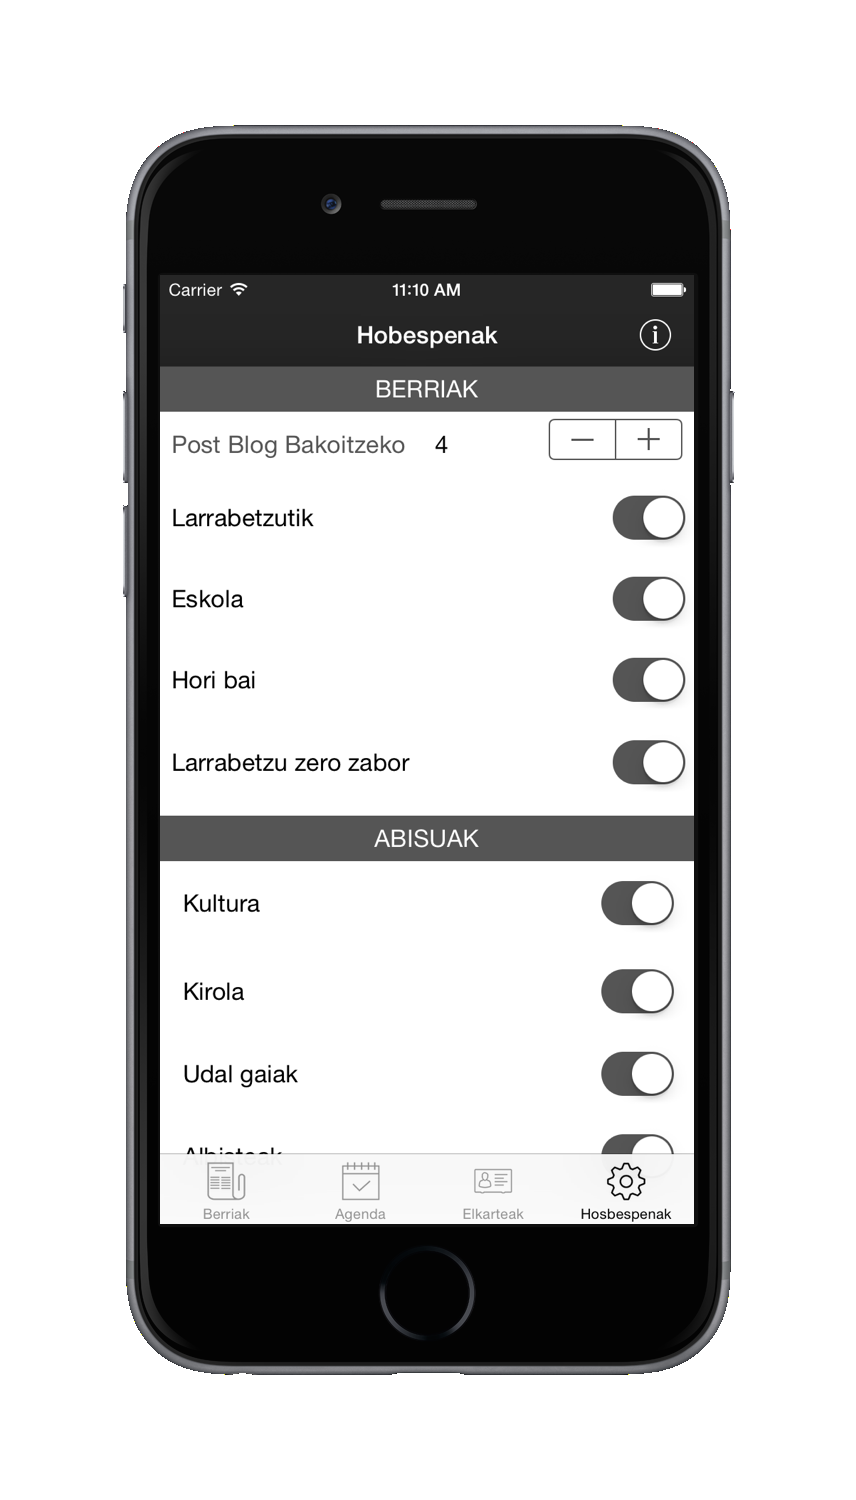 Carrier 11:10 AM
Hobespenak
BERRIAK
Post Blog Bakoitzeko 4 − +
Larrabetzutik
Eskola
Hori bai
Larrabetzu zero zabor
ABISUAK
Kultura
Kirola
Udal gaiak
Albisteak
Berriak Agenda Elkarteak Hosbespenak